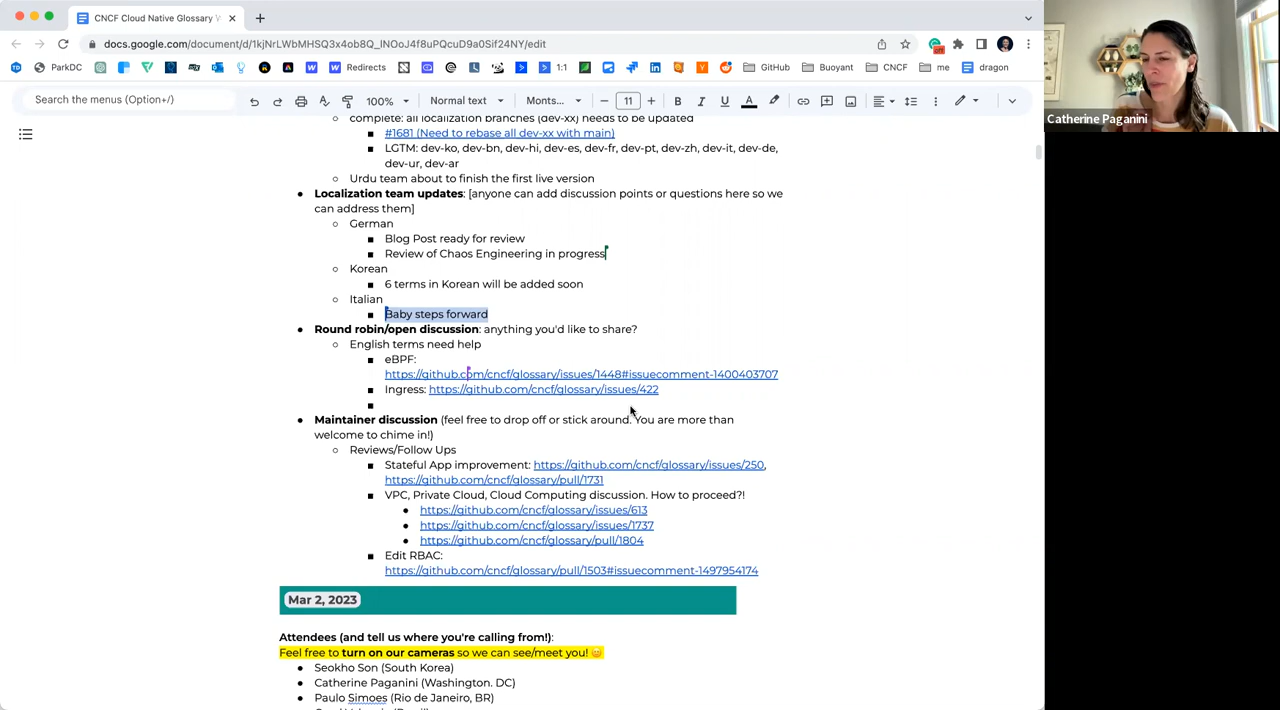 CNCF Cloud Native Glossary
docs.google.com/document/d/1kjNrLWbMHSQ3x4ob8Q_lNOoJ4f8uPQcuD9a0Sif24NY/edit
ParkDC
Redirects
1:1
GitHub
Buoyant
CNCF
me
dragon
Search the menus (Option+/)
100%
Normal text
Monts...
11
complete: all localization branches (dev-xx) needs to be updated
#1681 (Need to rebase all dev-xx with main)
LGTM: dev-ko, dev-bn, dev-hi, dev-es, dev-fr, dev-pt, dev-zh, dev-it, dev-de,
dev-ur, dev-ar
Urdu team about to finish the first live version
Localization team updates: [anyone can add discussion points or questions here so we
can address them]
German
Blog Post ready for review
Review of Chaos Engineering in progress
Korean
6 terms in Korean will be added soon
Italian
Baby steps forward
Round robin/open discussion: anything you'd like to share?
English terms need help
eBPF:
https://github.com/cncf/glossary/issues/1448#issuecomment-1400403707
Ingress: https://github.com/cncf/glossary/issues/422
Maintainer discussion (feel free to drop off or stick around. You are more than
welcome to chime in!)
Reviews/Follow Ups
Stateful App improvement: https://github.com/cncf/glossary/issues/250,
https://github.com/cncf/glossary/pull/1731
VPC, Private Cloud, Cloud Computing discussion. How to proceed?!
https://github.com/cncf/glossary/issues/613
https://github.com/cncf/glossary/issues/1737
https://github.com/cncf/glossary/pull/1804
Edit RBAC:
https://github.com/cncf/glossary/pull/1503#issuecomment-1497954174
Mar 2, 2023
Attendees (and tell us where you're calling from!):
Feel free to turn on our cameras so we can see/meet you! 🙂
Seokho Son (South Korea)
Catherine Paganini (Washington. DC)
Paulo Simoes (Rio de Janeiro, BR)
Catherine Paganini